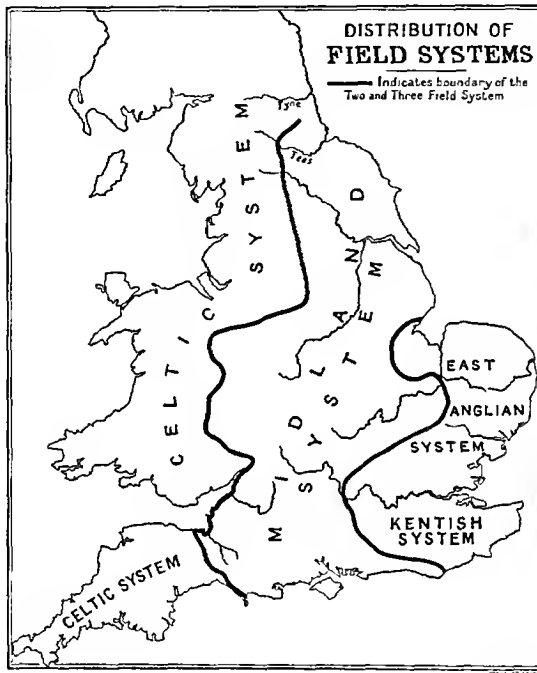 DISTRIBUTION OF
FIELD SYSTEMS
Indicates boundary of the
Two and Three Field System
Tyne
Tees
CELTIC SYSTEM
MIDLAND
SYSTEM
EAST
ANGLIAN
SYSTEM
KENTISH
SYSTEM
CELTIC SYSTEM